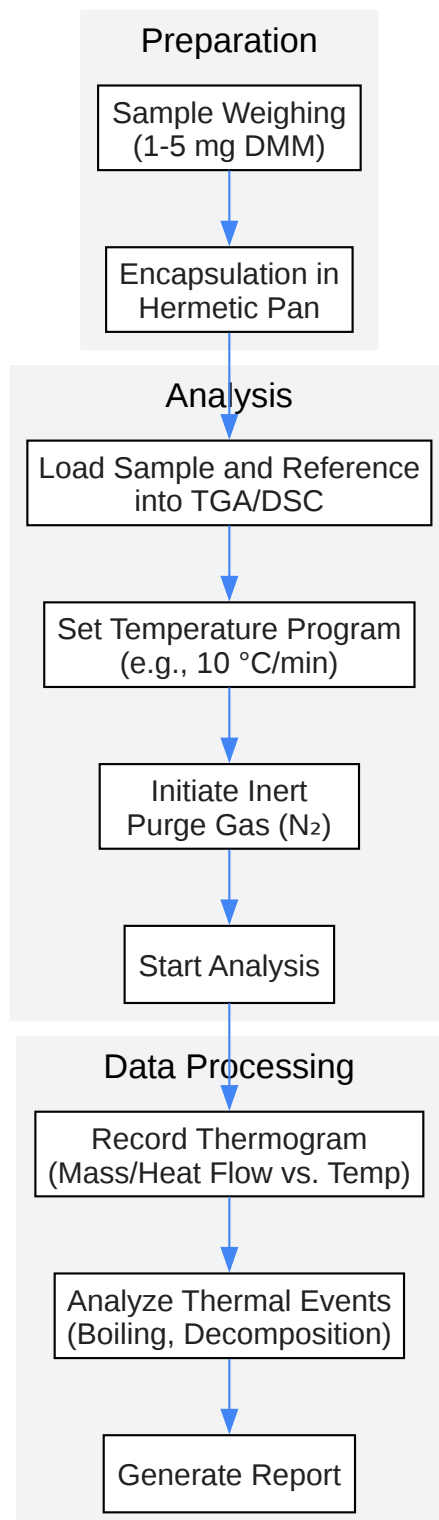 Preparation
Sample Weighing
(1-5 mg DMM)
Encapsulation in
Hermetic Pan
Analysis
Load Sample and Reference
into TGA/DSC
Set Temperature Program
(e.g., 10 °C/min)
Initiate Inert
Purge Gas (N₂)
Start Analysis
Data Processing
Record Thermogram
(Mass/Heat Flow vs. Temp)
Analyze Thermal Events
(Boiling, Decomposition)
Generate Report